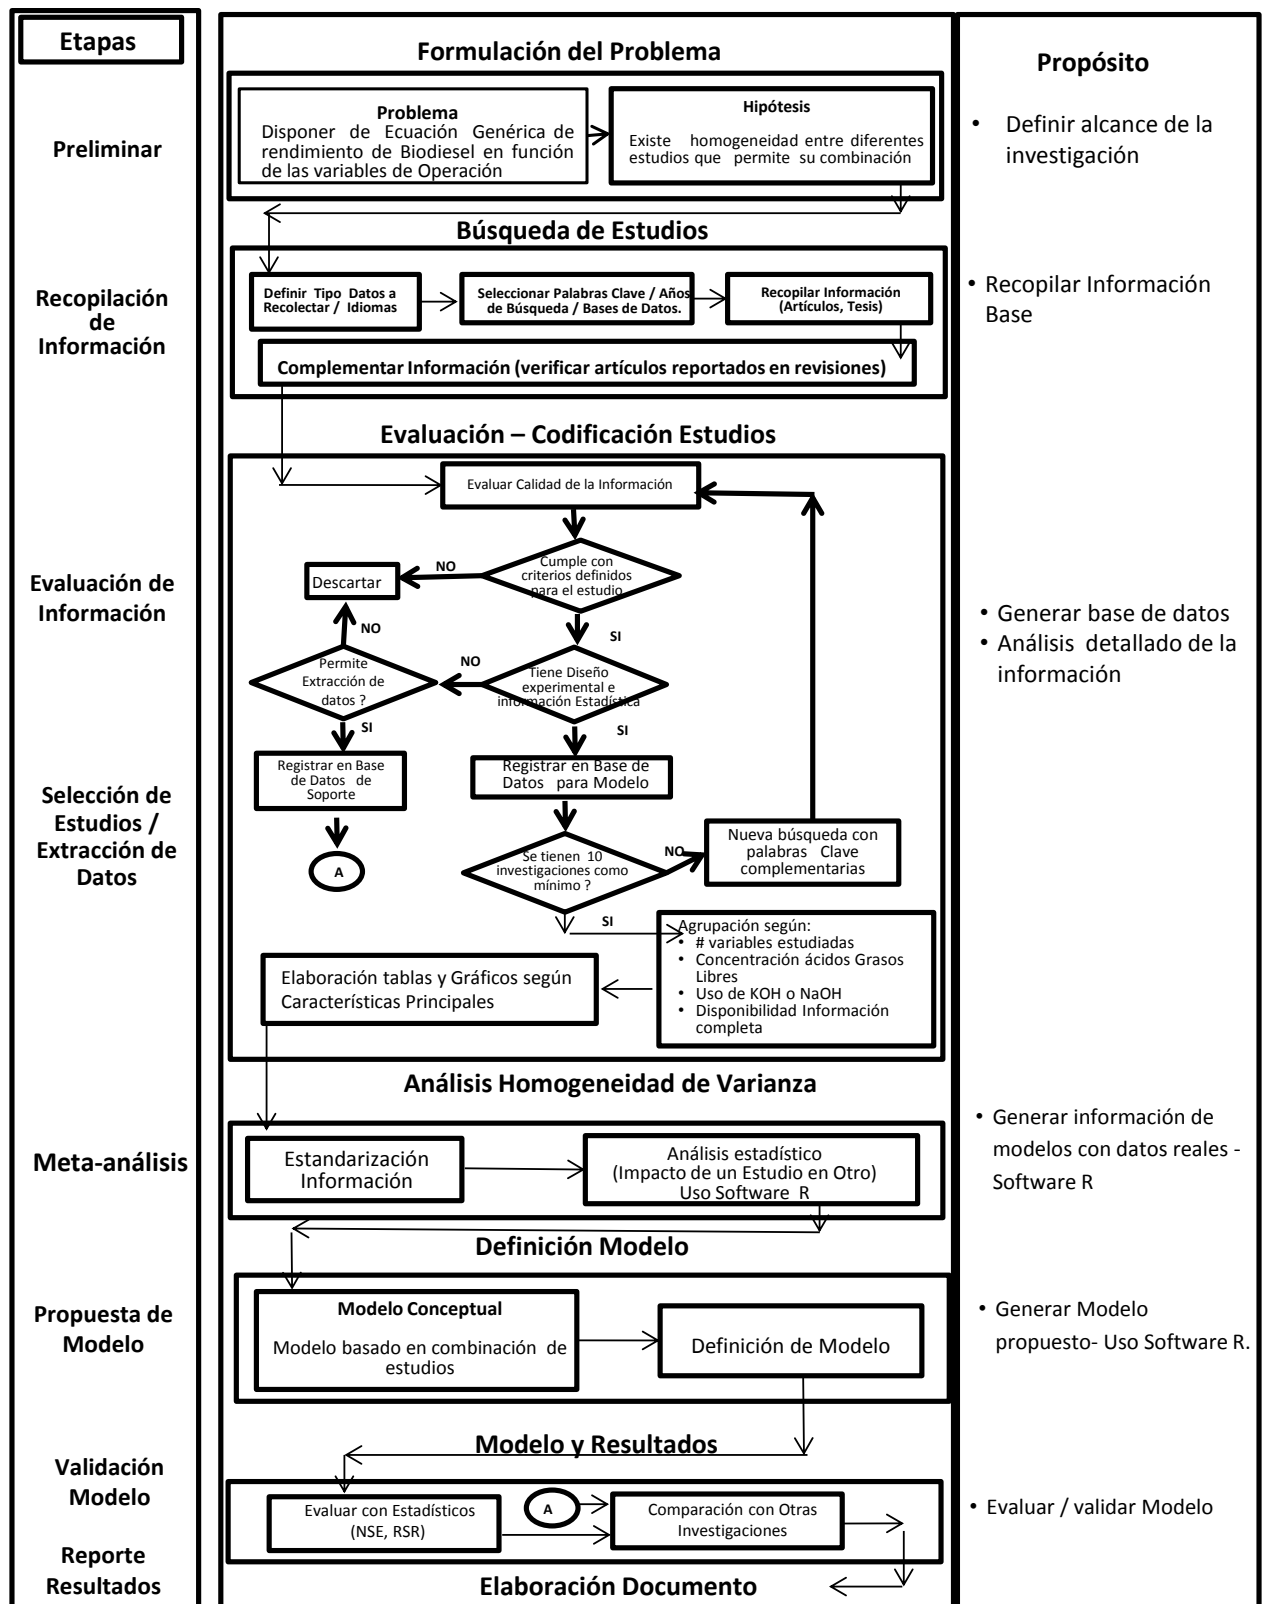 Etapas
Formulación del Problema
Propósito
Preliminar
Problema
Disponer de Ecuación Genérica de
rendimiento de Biodiesel en función
de las variables de Operación
Hipótesis
Existe homogeneidad entre diferentes
estudios que permite su combinación
• Definir alcance de la
investigación
Búsqueda de Estudios
Recopilación
de
Información
Definir Tipo Datos a
Recolectar / Idiomas
Seleccionar Palabras Clave / Años
de Búsqueda / Bases de Datos.
Recopilar Información
(Artículos, Tesis)
Complementar Información (verificar artículos reportados en revisiones)
• Recopilar Información
Base
Evaluación – Codificación Estudios
Evaluación de
Información
Evaluar Calidad de la Información
Cumple con
criterios definidos
para el estudio
NO
Descartar
SI
NO
Tiene Diseño
experimental e
información Estadística
NO
Permite
Extracción de
datos ?
SI
SI
• Generar base de datos
• Análisis detallado de la
información
Selección de
Estudios /
Extracción de
Datos
Registrar en Base
de Datos de
Soporte
Registrar en Base de
Datos para Modelo
A
Se tienen 10
investigaciones como
mínimo ?
NO
Nueva búsqueda con
palabras Clave
complementarias
SI
Agrupación según:
• # variables estudiadas
• Concentración ácidos Grasos
Libres
• Uso de KOH o NaOH
• Disponibilidad Información
completa
Elaboración tablas y Gráficos según
Características Principales
Análisis Homogeneidad de Varianza
Meta-análisis
Estandarización
Información
Análisis estadístico
(Impacto de un Estudio en Otro)
Uso Software R
• Generar información de
modelos con datos reales -
Software R
Definición Modelo
Propuesta de
Modelo
Modelo Conceptual
Modelo basado en combinación de
estudios
Definición de Modelo
• Generar Modelo
propuesto- Uso Software R.
Modelo y Resultados
Validación
Modelo
Evaluar con Estadísticos
(NSE, RSR)
A
Comparación con Otras
Investigaciones
• Evaluar / validar Modelo
Reporte
Resultados
Elaboración Documento